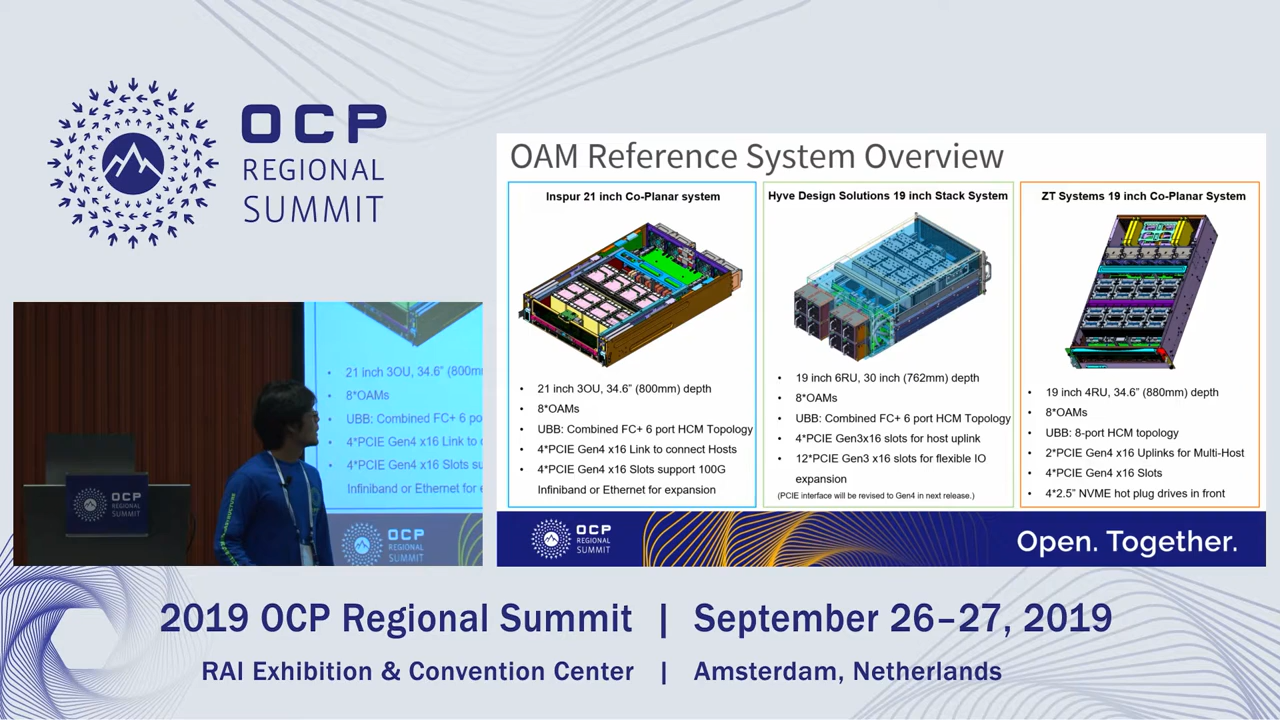 OCP
REGIONAL
SUMMIT
OAM Reference System Overview
Inspur 21 inch Co-Planar system
• 21 inch 3OU, 34.6” (800mm) depth
• 8*OAMs
• UBB: Combined FC+ 6 port HCM Topology
• 4*PCIE Gen4 x16 Link to connect Hosts
• 4*PCIE Gen4 x16 Slots support 100G
Infiniband or Ethernet for expansion
Hyve Design Solutions 19 inch Stack System
• 19 inch 6RU, 30 inch (762mm) depth
• 8*OAMs
• UBB: Combined FC+ 6 port HCM Topology
• 4*PCIE Gen3x16 slots for host uplink
• 12*PCIE Gen3 x16 slots for flexible IO
expansion
(PCIE interface will be revised to Gen4 in next release.)
ZT Systems 19 inch Co-Planar System
• 19 inch 4RU, 34.6” (880mm) depth
• 8*OAMs
• UBB: 8-port HCM topology
• 2*PCIE Gen4 x16 Uplinks for Multi-Host
• 4*PCIE Gen4 x16 Slots
• 4*2.5” NVME hot plug drives in front
OCP
REGIONAL
SUMMIT
Open. Together.
• 21 inch 3OU, 34.6” (800m
• 8*OAMs
• UBB: Combined FC+ 6 po
• 4*PCIE Gen4 x16 Link to c
• 4*PCIE Gen4 x16 Slots su
Infiniband or Ethernet for e
OCP
REGIONAL
SUMMIT
OCP
REGIONAL
SUMMIT
2019 OCP Regional Summit | September 26–27, 2019
RAI Exhibition & Convention Center | Amsterdam, Netherlands